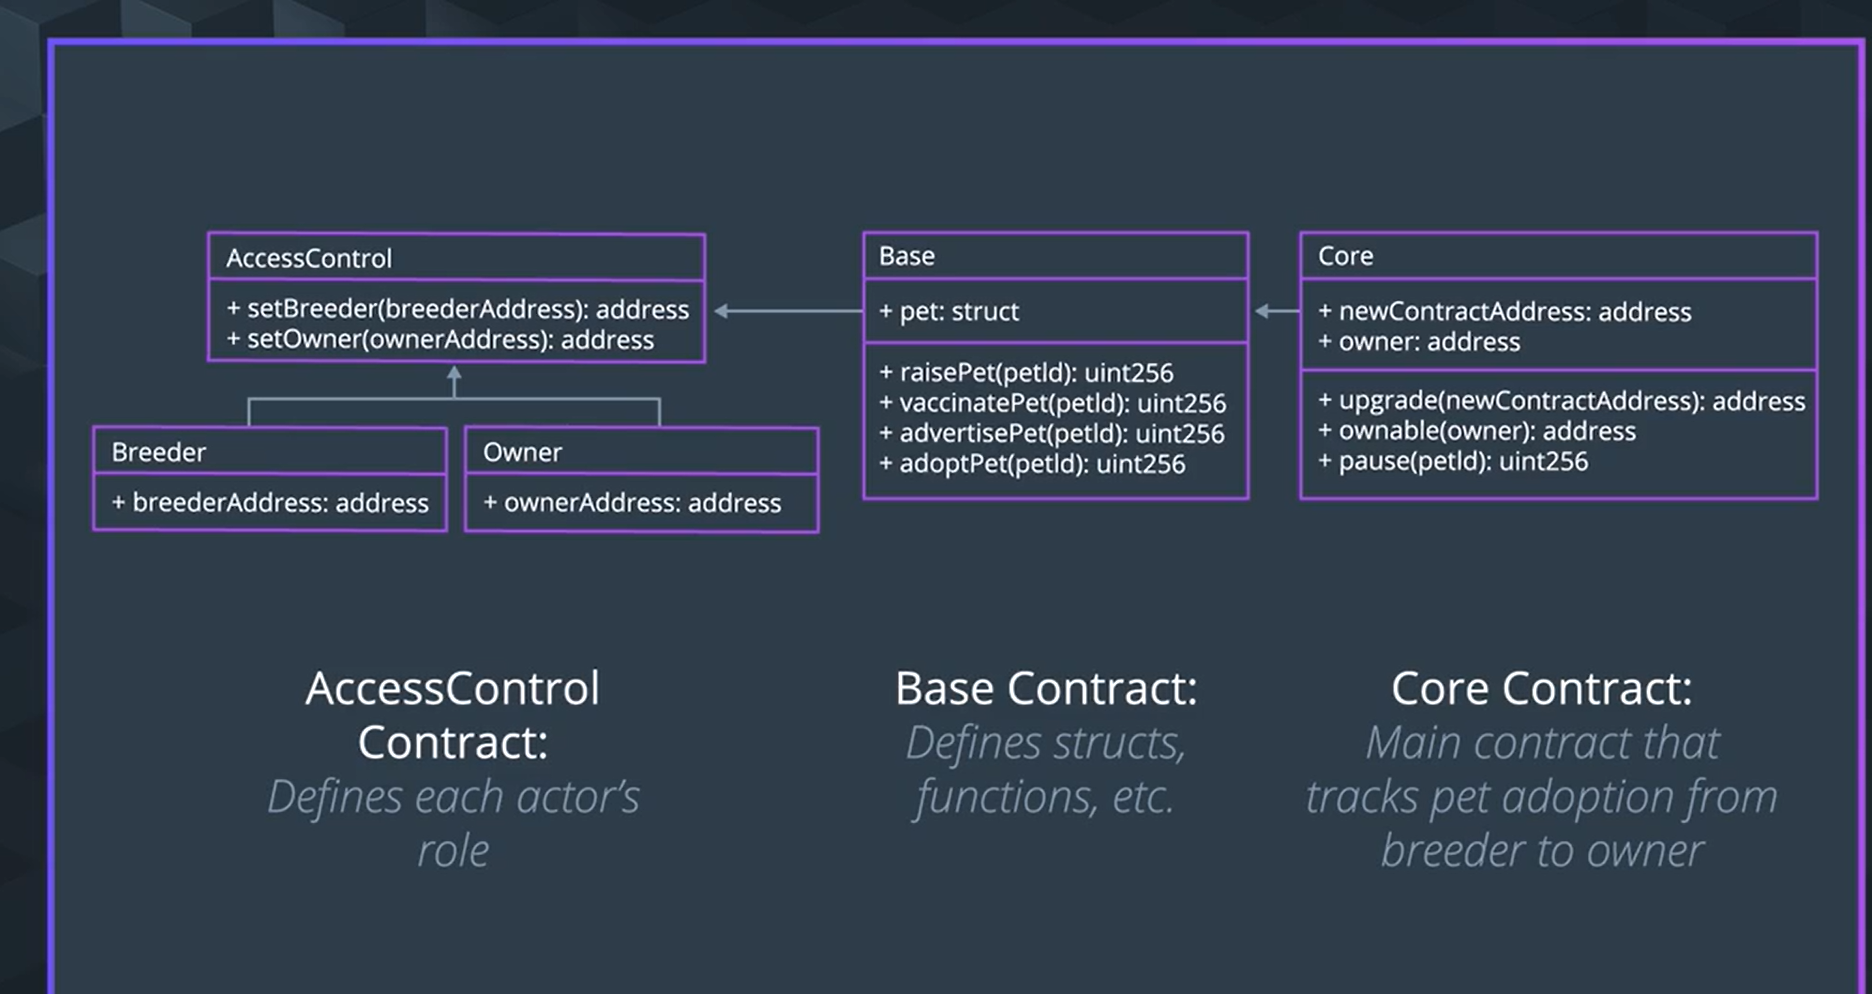 AccessControl
+ setBreeder(breederAddress): address
+ setOwner(ownerAddress): address
Breeder
+ breederAddress: address
Owner
+ ownerAddress: address
Base
+ pet: struct
+ raisePet(petId): uint256
+ vaccinatePet(petId): uint256
+ advertisePet(petId): uint256
+ adoptPet(petId): uint256
Core
+ newContractAddress: address
+ owner: address
+ upgrade(newContractAddress): address
+ ownable(owner): address
+ pause(petId): uint256
AccessControl
Contract:
Defines each actor’s
role
Base Contract:
Defines structs,
functions, etc.
Core Contract:
Main contract that
tracks pet adoption from
breeder to owner